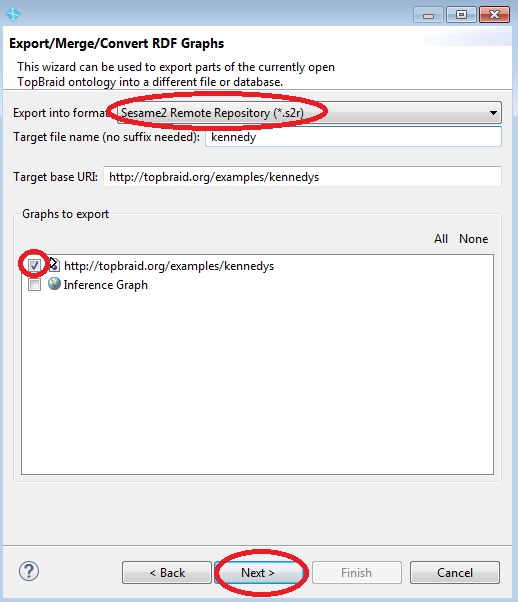 Export/Merge/Convert RDF Graphs
This wizard can be used to export parts of the currently open
TopBraid ontology into a different file or database.
Export into format Sesame2 Remote Repository (*.s2r)
Target file name (no suffix needed): kennedy
Target base URI: http://topbraid.org/examples/kennedys
Graphs to export
All None
http://topbraid.org/examples/kennedys
Inference Graph
? < Back Next > Finish Cancel